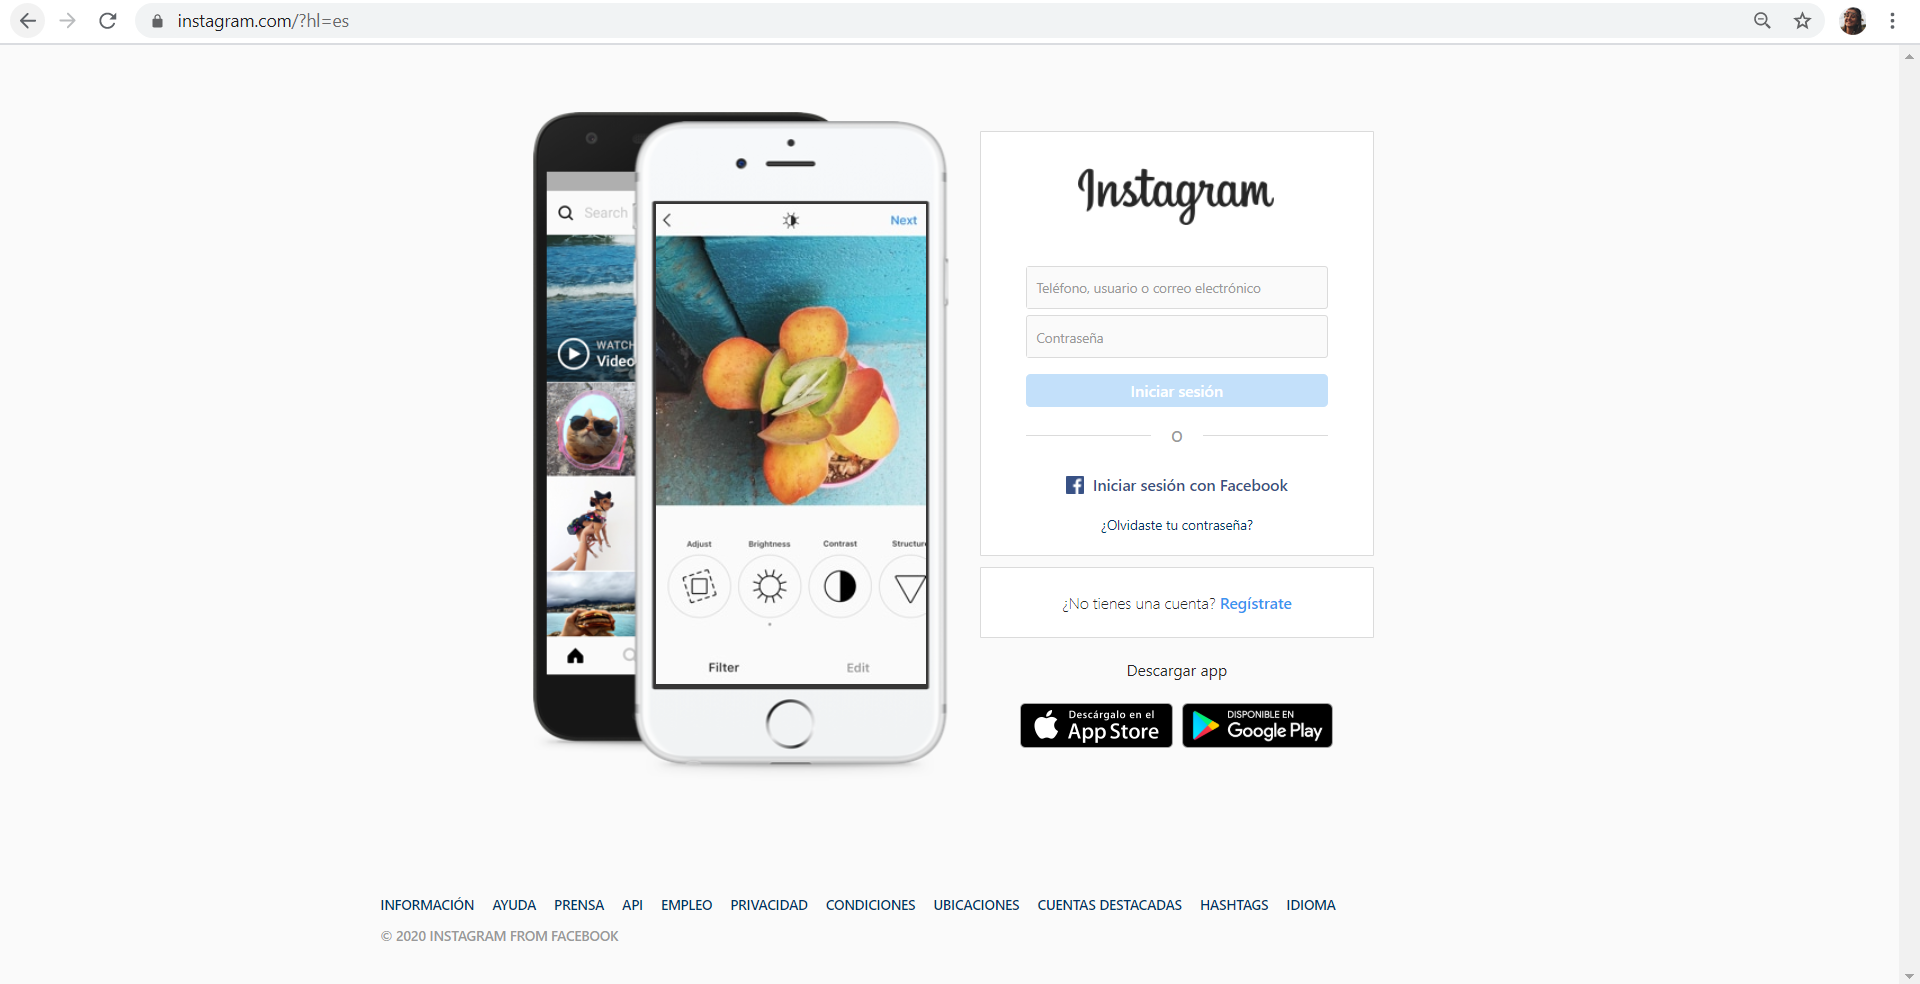 instagram.com/?hl=es
Search
WATCH
Video
Next
Adjust
Brightness
Contrast
Structur
Filter
Edit
Instagram
Teléfono, usuario o correo electrónico
Contraseña
Iniciar sesión
O
Iniciar sesión con Facebook
¿Olvidaste tu contraseña?
¿No tienes una cuenta? Regístrate
Descargar app
Descárgalo en el
App Store
DISPONIBLE EN
Google Play
INFORMACIÓN AYUDA PRENSA API EMPLEO PRIVACIDAD CONDICIONES UBICACIONES CUENTAS DESTACADAS HASHTAGS IDIOMA
© 2020 INSTAGRAM FROM FACEBOOK